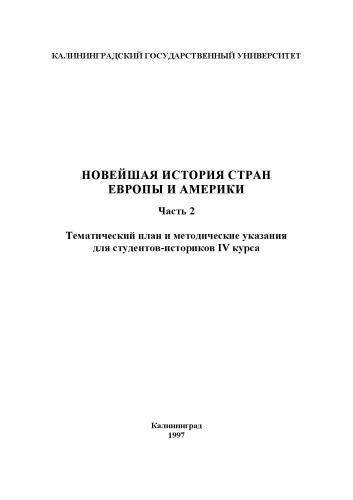 КАЛИНИНГРАДСКИЙ ГОСУДАРСТВЕННЫЙ УНИВЕРСИТЕТ
НОВЕЙШАЯ ИСТОРИЯ СТРАН
ЕВРОПЫ И АМЕРИКИ
Часть 2
Тематический план и методические указания
для студентов-историков IV курса
Калининград
1997